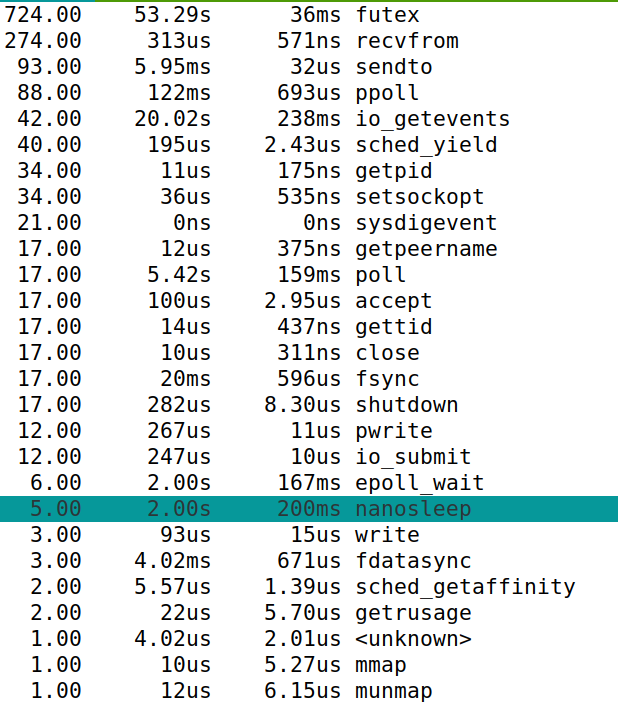 724.00 53.29s 36ms futex
274.00 313us 571ns recvfrom
93.00 5.95ms 32us sendto
88.00 122ms 693us ppoll
42.00 20.02s 238ms io_getevents
40.00 195us 2.43us sched_yield
34.00 11us 175ns getpid
34.00 36us 535ns setsockopt
21.00 0ns 0ns sysdigevent
17.00 12us 375ns getpeername
17.00 5.42s 159ms poll
17.00 100us 2.95us accept
17.00 14us 437ns gettid
17.00 10us 311ns close
17.00 20ms 596us fsync
17.00 282us 8.30us shutdown
12.00 267us 11us pwrite
12.00 247us 10us io_submit
6.00 2.00s 167ms epoll_wait
5.00 2.00s 200ms nanosleep
3.00 93us 15us write
3.00 4.02ms 671us fdatasync
2.00 5.57us 1.39us sched_getaffinity
2.00 22us 5.70us getrusage
1.00 4.02us 2.01us <unknown>
1.00 10us 5.27us mmap
1.00 12us 6.15us munmap